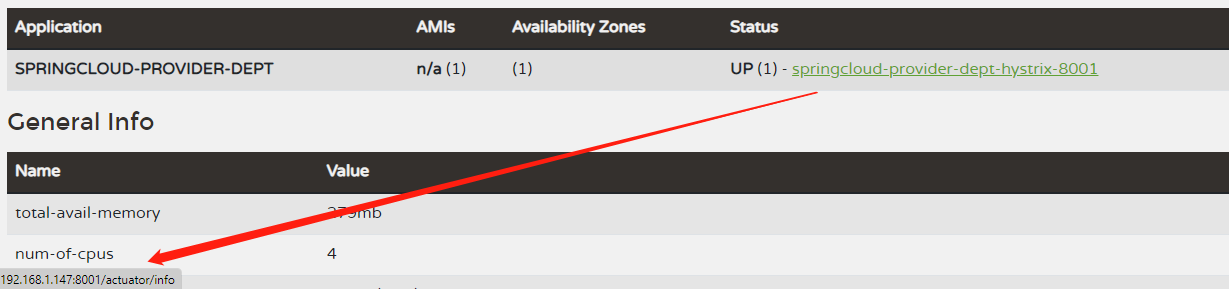 Application AMIs Availability Zones Status
SPRINGCLOUD-PROVIDER-DEPT n/a (1) (1) UP (1) - springcloud-provider-dept-hystrix-8001
General Info
Name Value
total-avail-memory 379mb
num-of-cpus 4
192.168.1.147:8001/actuator/info